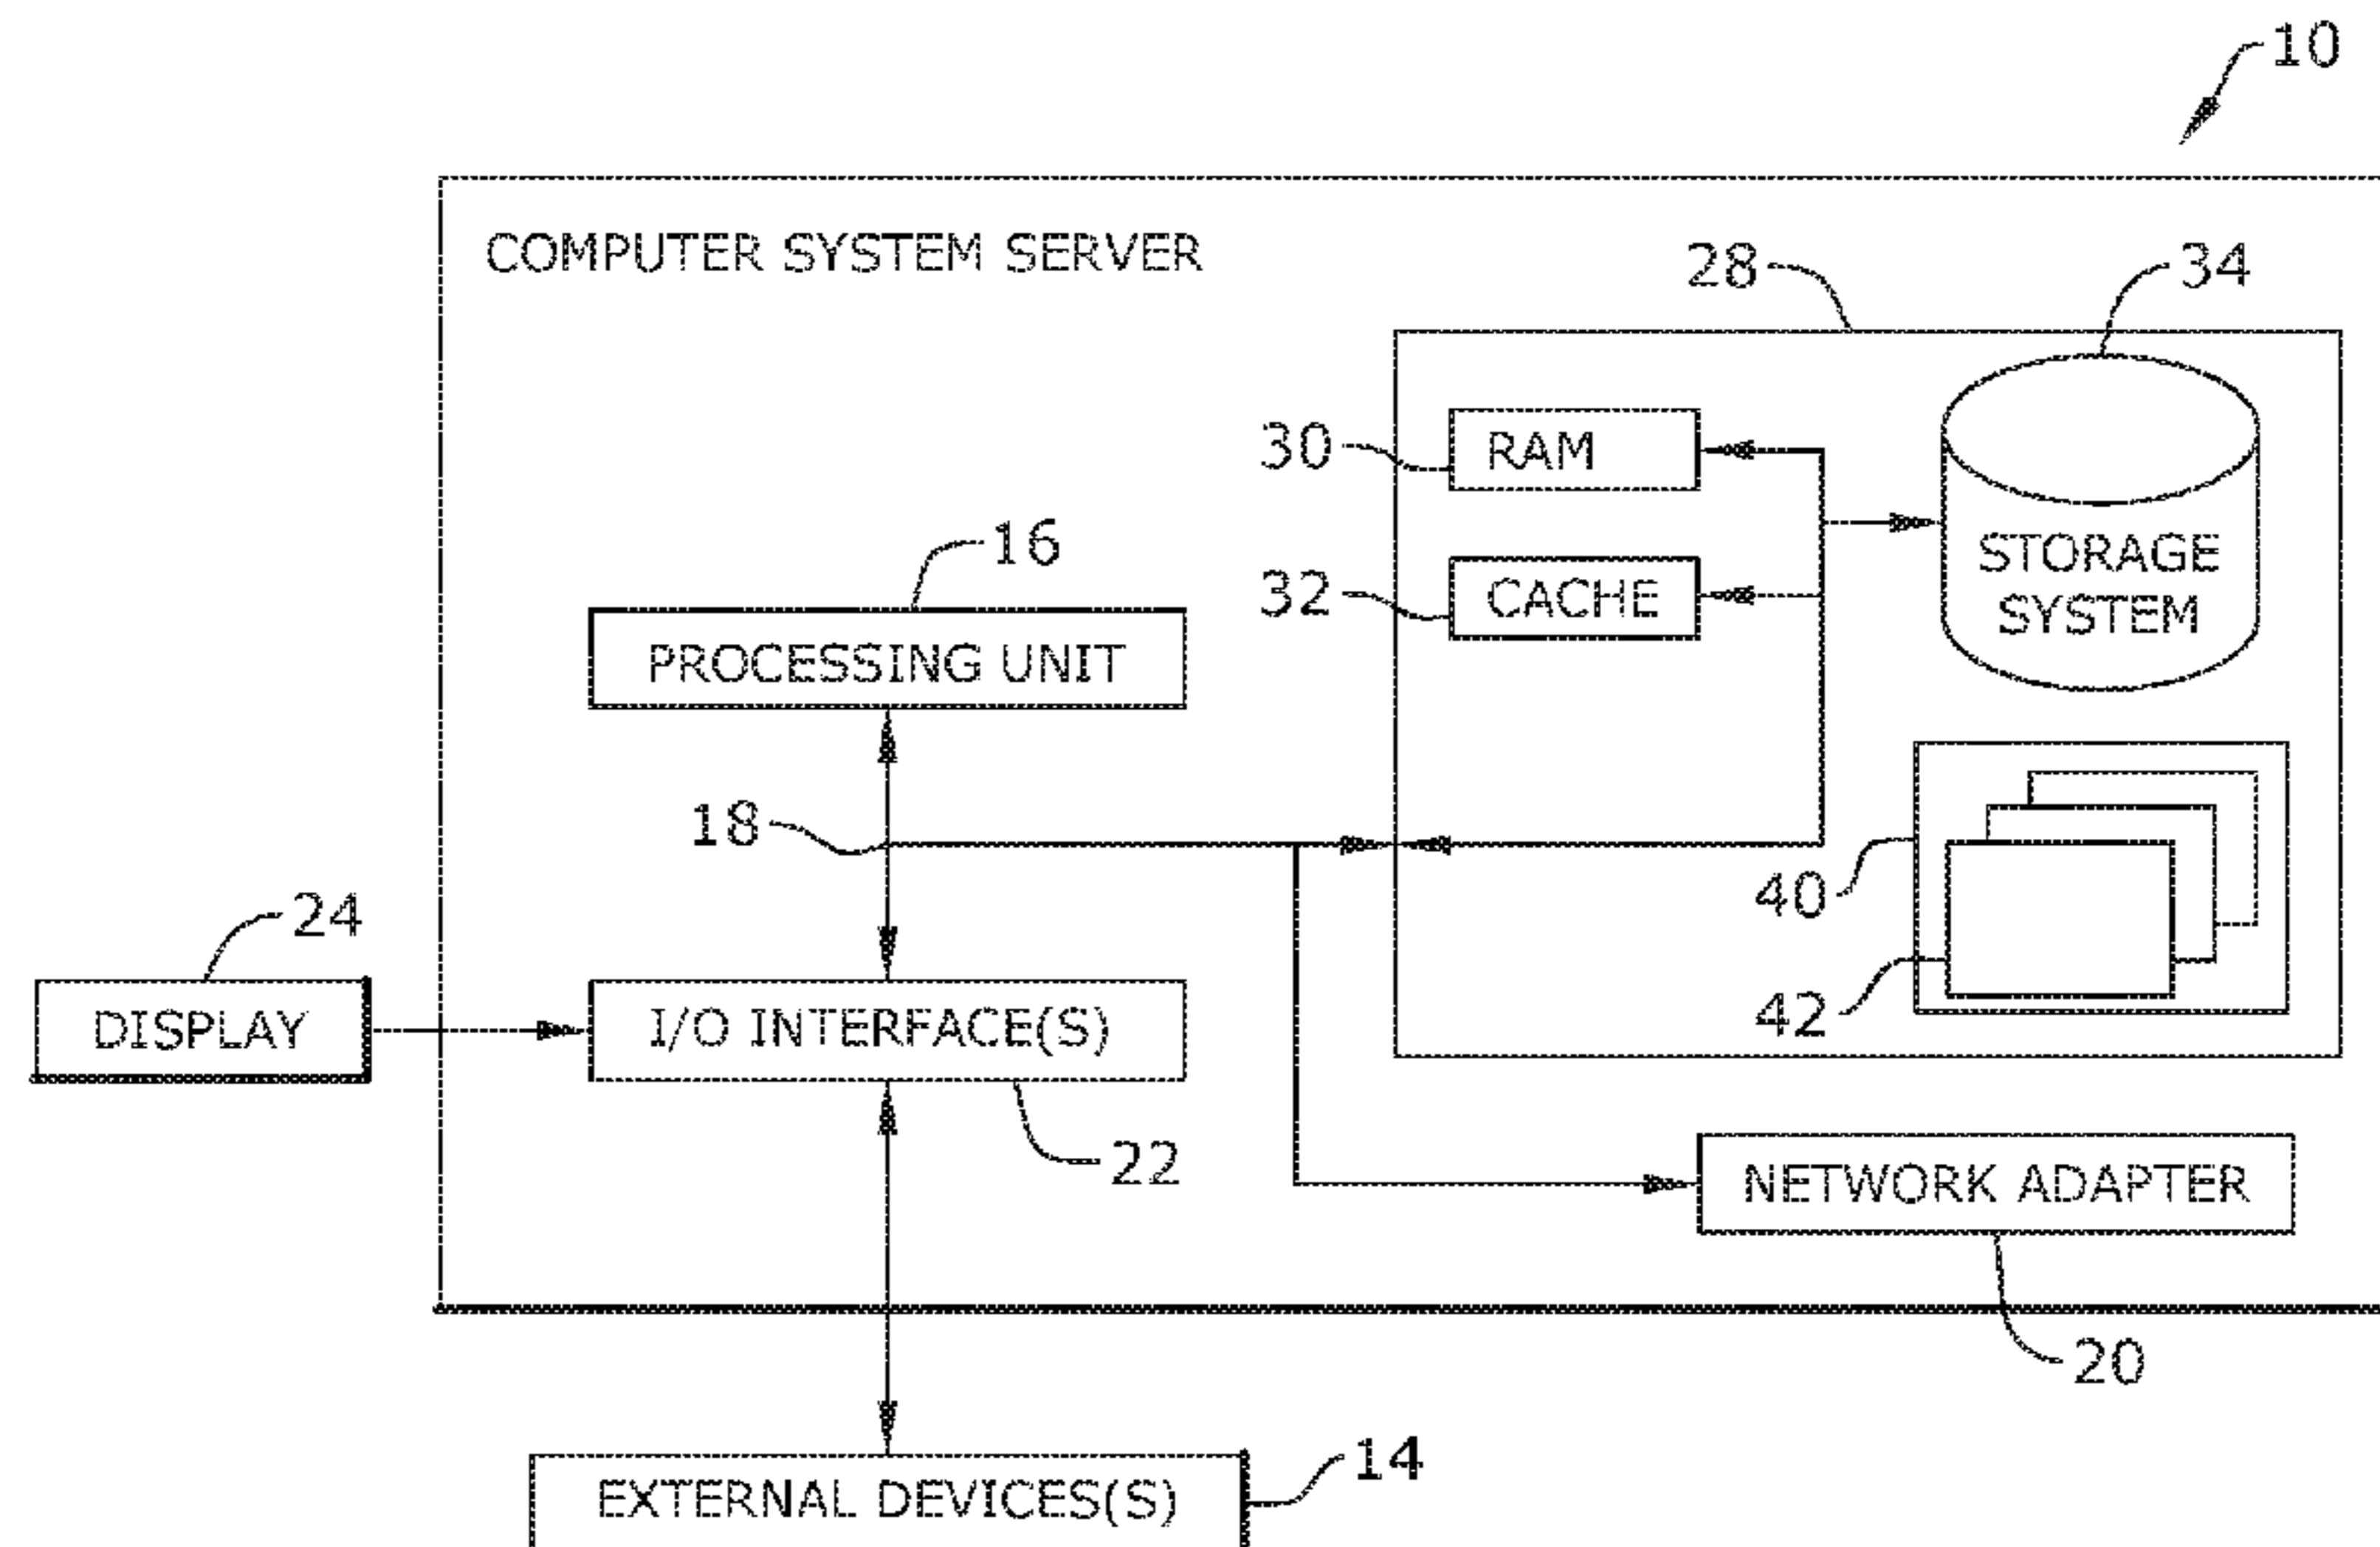 10
COMPUTER SYSTEM SERVER
28
34
30
RAM
16
32
CACHE
STORAGE
SYSTEM
PROCESSING UNIT
18
40
24
DISPLAY
I/O INTERFACE(S)
42
22
NETWORK ADAPTER
20
14
EXTERNAL DEVICES(S)